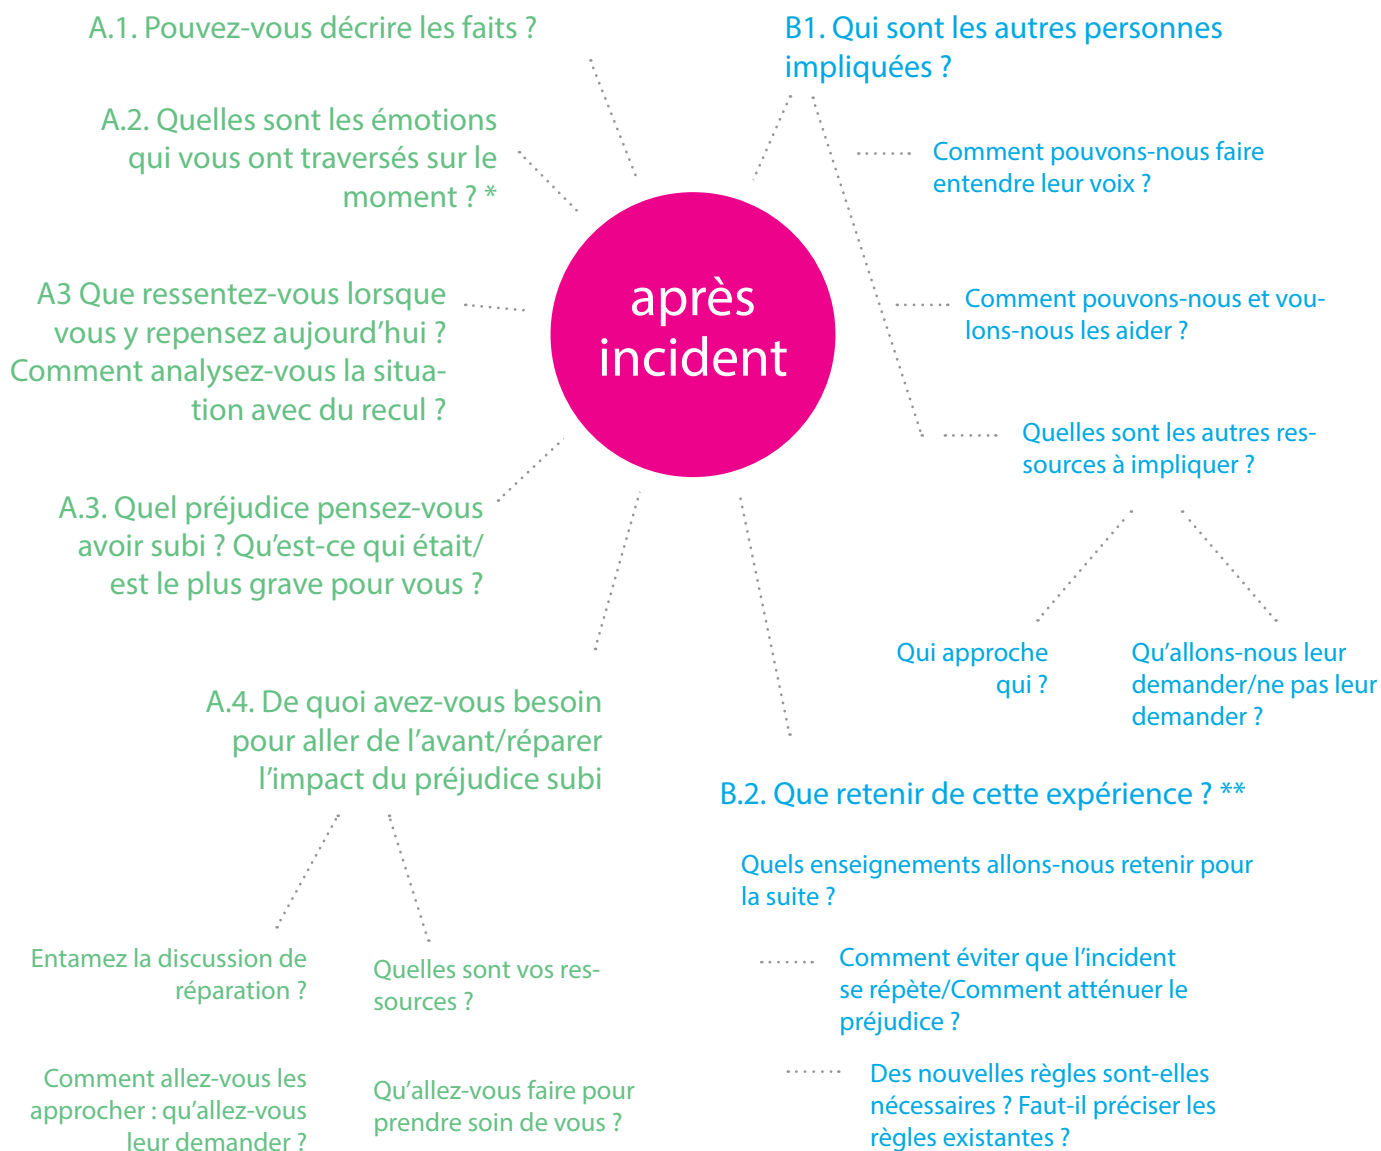 A.1. Pouvez-vous décrire les faits ?
A.2. Quelles sont les émotions
qui vous ont traversés sur le
moment ? *
A3 Que ressentez-vous lorsque
vous y repensez aujourd’hui ?
Comment analysez-vous la situa-
tion avec du recul ?
A.3. Quel préjudice pensez-vous
avoir subi ? Qu’est-ce qui était/
est le plus grave pour vous ?
A.4. De quoi avez-vous besoin
pour aller de l’avant/réparer
l’impact du préjudice subi
Entamez la discussion de
réparation ?
Comment allez-vous les
approcher : qu’allez-vous
leur demander ?
Quelles sont vos res-
sources ?
Qu’allez-vous faire pour
prendre soin de vous ?
après
incident
B1. Qui sont les autres personnes
impliquées ?
Comment pouvons-nous faire
entendre leur voix ?
Comment pouvons-nous et vou-
lons-nous les aider ?
Quelles sont les autres res-
sources à impliquer ?
Qui approche
qui ?
Qu’allons-nous leur
demander/ne pas leur
demander ?
B.2. Que retenir de cette expérience ? **
Quels enseignements allons-nous retenir pour
la suite ?
Comment éviter que l’incident
se répète/Comment atténuer le
préjudice ?
Des nouvelles règles sont-elles
nécessaires ? Faut-il préciser les
règles existantes ?